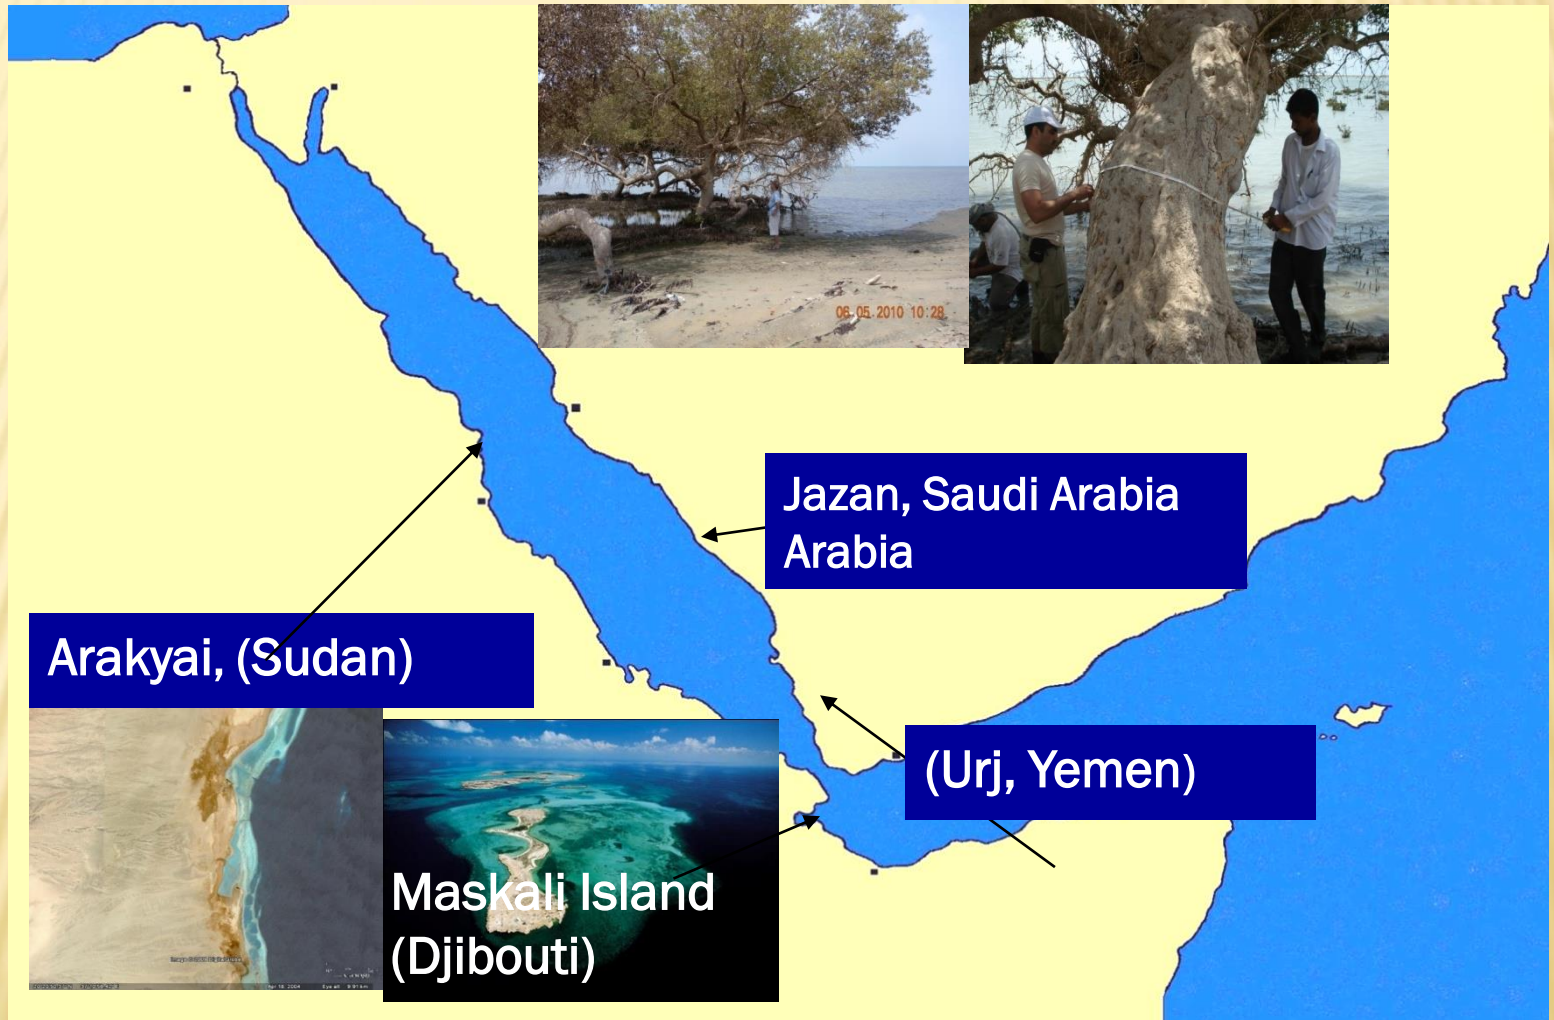 06 05 2010 10:28
Jazan, Saudi Arabia
Arabia
Arakyai, (Sudan)
(Urj, Yemen)
Maskali Island
(Djibouti)